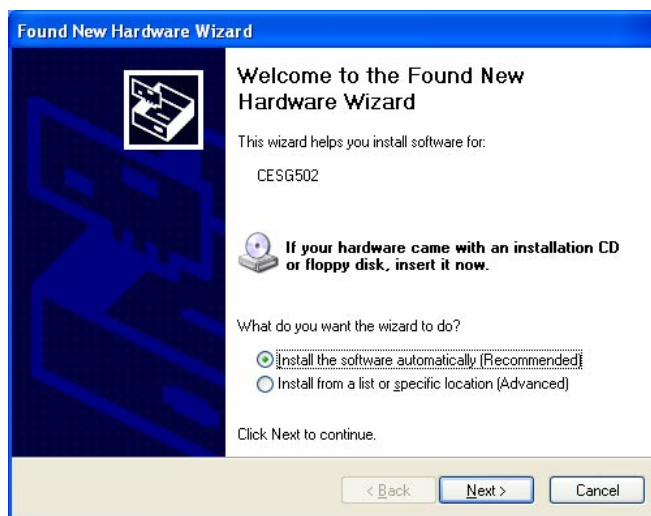 Found New Hardware Wizard
Welcome to the Found New
Hardware Wizard
This wizard helps you install software for:
CESG502
If your hardware came with an installation CD
or floppy disk, insert it now.
What do you want the wizard to do?
Install the software automatically (Recommended)
Install from a list or specific location (Advanced)
Click Next to continue.
< Back
Next >
Cancel